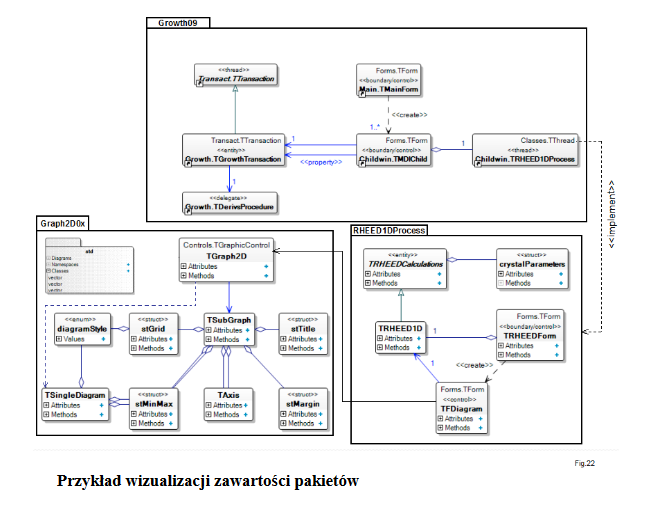 Growth09
<<thread>>
Transact.TTransaction
Forms.TForm
<<boundary/control>>
Main.TMainForm
<<create>>
1..*
Transact.TTransaction
<<entity>>
Growth.TGrowthTransaction
1
<<property>>
Forms.TForm
<<boundary/control>>
Childwin.TMDIChild
1
Classes.TThread
<<thread>>
Childwin.TRHEED1DProcess
<<implement>>
1
<<delegate>>
Growth.TDerivsProcedure
Graph2D0x
std
Diagrams
Namespaces
Classes
vector
vector
vector
Controls.TGraphicControl
TGraph2D
Attributes
Methods
<<enum>>
diagramStyle
Values
<<struct>>
stGrid
Attributes
Methods
TSubGraph
Attributes
Methods
<<struct>>
stTitle
Attributes
Methods
TSingleDiagram
Attributes
Methods
<<struct>>
stMinMax
Attributes
Methods
TAxis
Attributes
Methods
<<struct>>
stMargin
Attributes
Methods
RHEED1DProcess
<<entity>>
TRHEEDCalculations
Attributes
Methods
<<struct>>
crystalParameters
Attributes
Methods
TRHEED1D
Attributes
Methods
1
Forms.TForm
<<boundary/control>>
TRHEEDForm
Attributes
Methods
<<create>>
1
Forms.TForm
<<control>>
TFDiagram
Attributes
Methods
Fig.22
Przykład wizualizacji zawartości pakietów